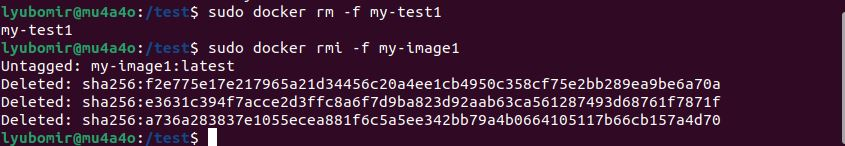 lyubomir@mu4a4o:/test$ sudo docker rm -f my-test1
my-test1
lyubomir@mu4a4o:/test$ sudo docker rmi -f my-image1
Untagged: my-image1:latest
Deleted: sha256:f2e775e17e217965a21d34456c20a4ee1cb4950c358cf75e2bb289ea9be6a70a
Deleted: sha256:e3631c394f7acce2d3ffc8a6f7d9ba823d92aab63ca561287493d68761f7871f
Deleted: sha256:a736a283837e1055ecea881f6c5a5ee342bb79a4b0664105117b66cb157a4d70
lyubomir@mu4a4o:/test$